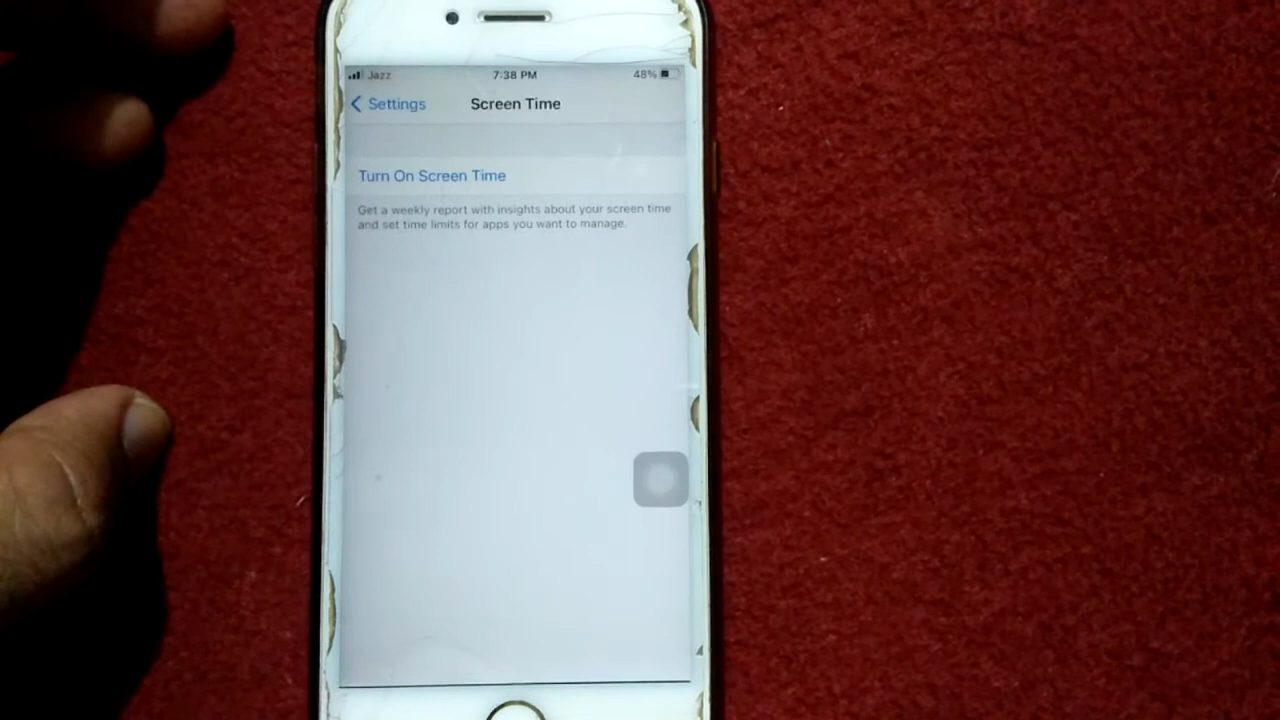 Jazz 7:38 PM 48%
Settings Screen Time
Turn On Screen Time
Get a weekly report with insights about your screen time
and set time limits for apps you want to manage.